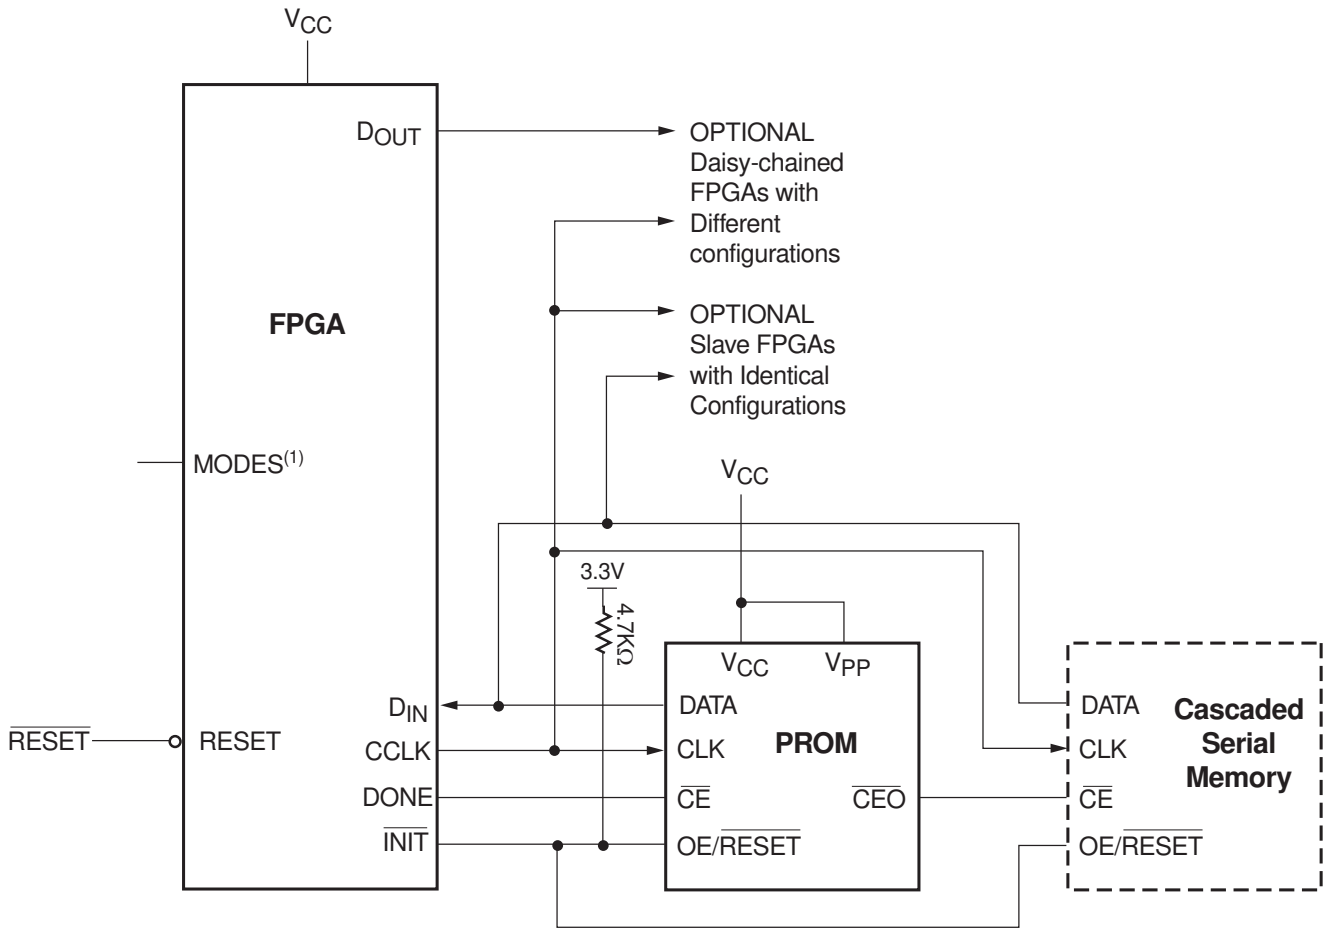 VCC
DOUT
OPTIONAL
Daisy-chained
FPGAs with
Different
configurations
FPGA
OPTIONAL
Slave FPGAs
with Identical
Configurations
MODES(1)
VCC
3.3V
4.7KΩ
VCC
VPP
DIN
DATA
DATA
Cascaded
Serial
Memory
RESET
RESET
CCLK
CLK
PROM
CLK
DONE
CE
CEO
CE
INIT
OE/RESET
OE/RESET